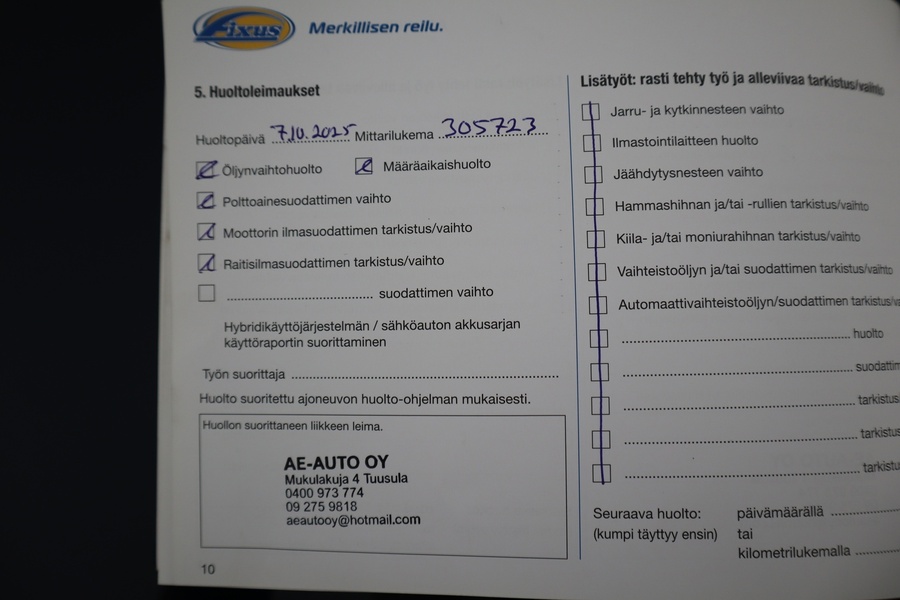 Fixus Merkillisen reilu.
5. Huoltoleimaukset
Huoltopäivä 7.10.2025 Mittarilukema 305723
Öljynvaihtohuolto Määräaikaishuolto
Polttoainesuodattimen vaihto
Moottorin ilmasuodattimen tarkistus/vaihto
Raitisilmasuodattimen tarkistus/vaihto
........................................ suodattimen vaihto
Hybridikäyttöjärjestelmän / sähköauton akkusarjan
käyttöraportin suorittaminen
Työn suorittaja ........................................
Huolto suoritettu ajoneuvon huolto-ohjelman mukaisesti.
Huollon suorittaneen liikkeen leima.
AE-AUTO OY
Mukulakuja 4 Tuusula
0400 973 774
09 275 9818
aeautooy@hotmail.com
10
Lisätyöt: rasti tehty työ ja alleviivaa tarkistus/vaihto
Jarru- ja kytkinnesteen vaihto
Ilmastointilaitteen huolto
Jäähdytysnesteen vaihto
Hammashihnan ja/tai -rullien tarkistus/vaihto
Kiila- ja/tai moniurahihnan tarkistus/vaihto
Vaihteistoöljyn ja/tai suodattimen tarkistus/vaihto
Automaattivaihteistoöljyn/suodattimen tarkistus/va
........................................ huolto
........................................ suodattim
........................................ tarkistus
........................................ tarkistus
........................................ tarkistu
Seuraava huolto: päivämäärällä ....................
(kumpi täyttyy ensin) tai
kilometrilukemalla ....................